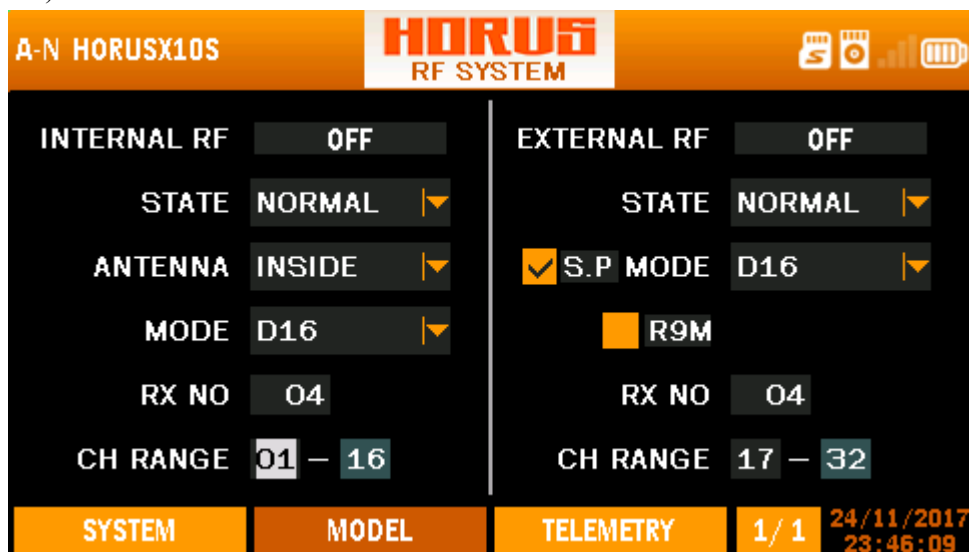 A-N HORUSX10S
HORUS
RF SYSTEM
INTERNAL RF OFF
STATE NORMAL
ANTENNA INSIDE
MODE D16
RX NO 04
CH RANGE 01 – 16
EXTERNAL RF OFF
STATE NORMAL
S.P MODE D16
R9M
RX NO 04
CH RANGE 17 – 32
SYSTEM
MODEL
TELEMETRY
1/1
24/11/2017
23:46:09